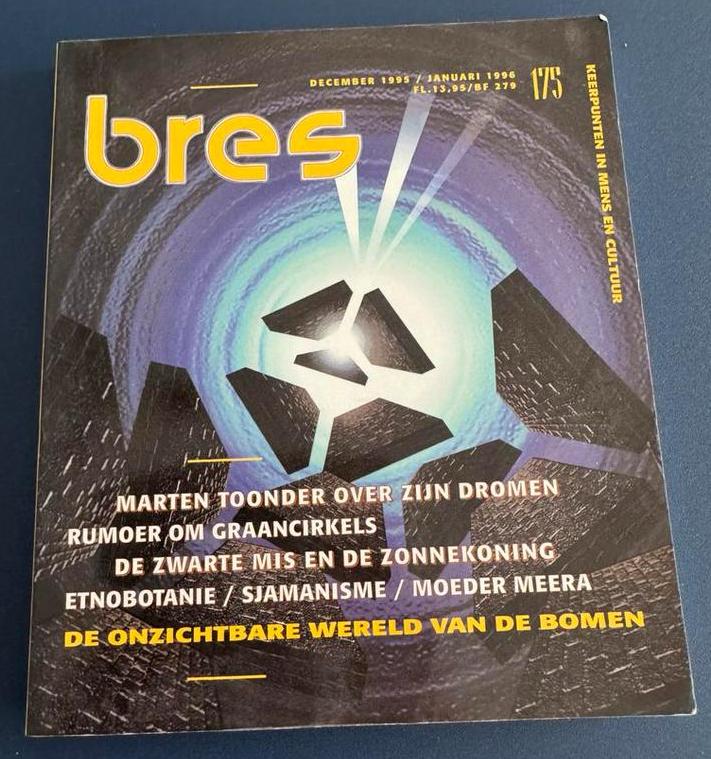 DECEMBER 1995 / JANUARI 1996
FL.13,95/BF 279
175
bres
KEERPUNTEN IN MENS EN CULTUUR
MARTEN TOONDER OVER ZIJN DROMEN
RUMOER OM GRAANCIRKELS
DE ZWARTE MIS EN DE ZONNEKONING
ETNOBOTANIE / SJAMANISME / MOEDER MEERA
DE ONZICHTBARE WERELD VAN DE BOMEN